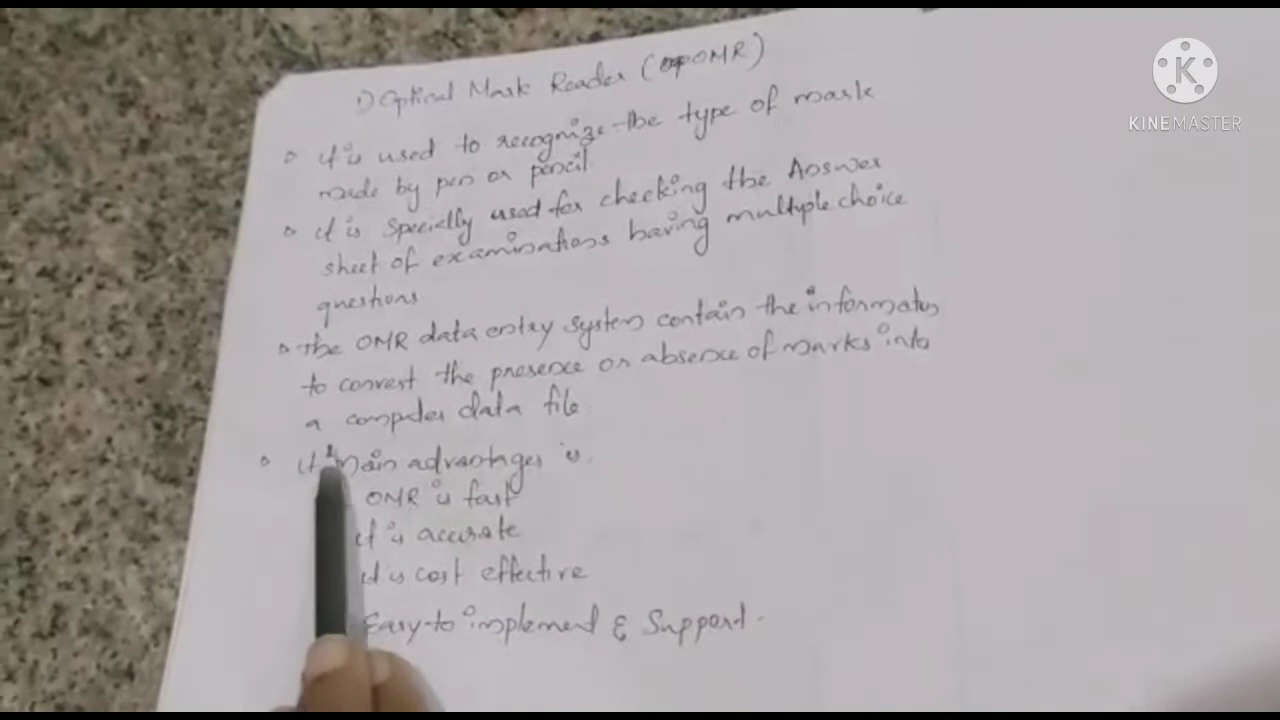 1) Optical Mark Reader (OMR)
it is used to recognize the type of mark
made by pen or pencil
it is specially used for checking the Answer
sheet of examinations having multiple choice
questions
the OMR data entry system contain the information
to convert the presence or absence of marks into
a computer data file
it main advantages is.
OMR is fast
it is accurate
it is cost effective
Easy to implement & Support.
KINEMASTER